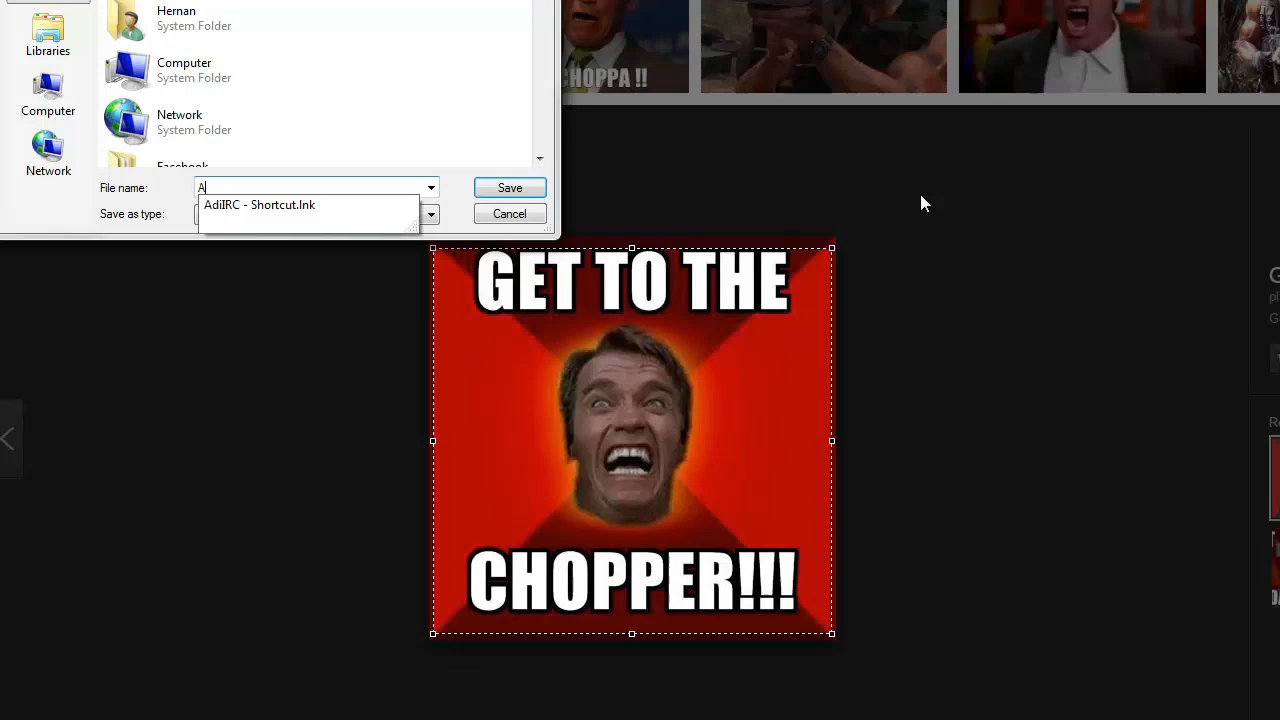 Hernan
System Folder
Libraries
Computer
System Folder
Computer
Network
System Folder
Network
Facebook
File name:
A
Save
AdiIRC - Shortcut.lnk
Save as type:
Cancel
CHOPPA !!
GET TO THE
CHOPPER!!!